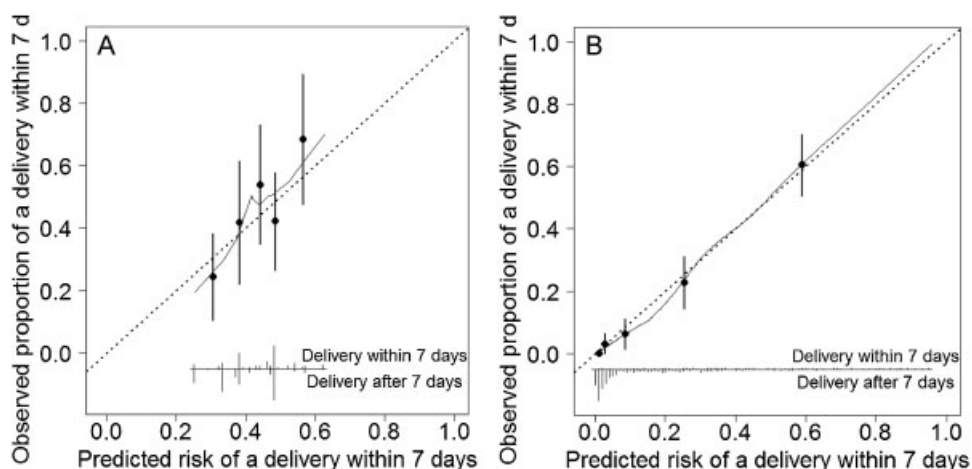 A
Observed proportion of a delivery within 7 d
1.0
0.8
0.6
0.4
0.2
0.0
Delivery within 7 days
Delivery after 7 days
0.0 0.2 0.4 0.6 0.8 1.0
Predicted risk of a delivery within 7 days
B
Observed proportion of a delivery within 7 d
1.0
0.8
0.6
0.4
0.2
0.0
Delivery within 7 days
Delivery after 7 days
0.0 0.2 0.4 0.6 0.8 1.0
Predicted risk of a delivery within 7 days